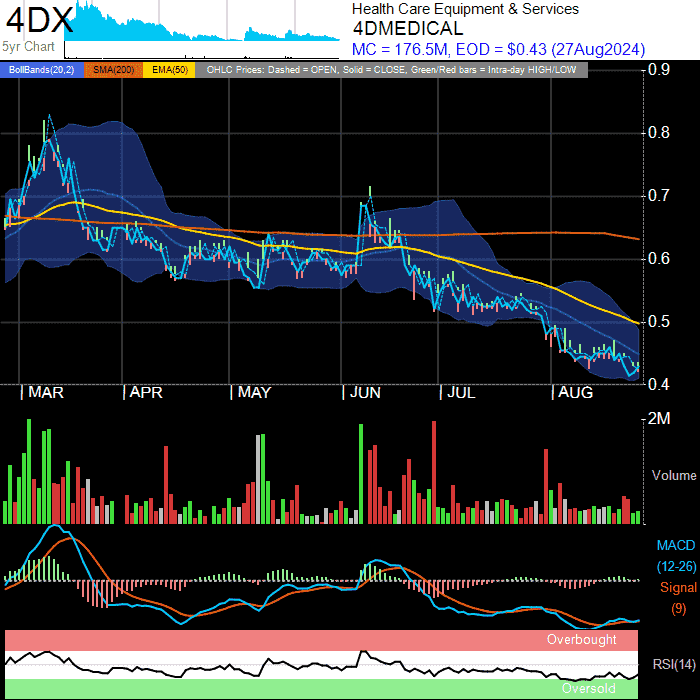 4DX
5yr Chart
Health Care Equipment & Services
4DMEDICAL
MC = 176.5M, EOD = $0.43 (27Aug2024)
BollBands(20,2) SMA(200) EMA(50) OHLC Prices: Dashed = OPEN, Solid = CLOSE, Green/Red bars = Intra-day HIGH/LOW
0.9
0.8
0.7
0.6
0.5
0.4
MAR APR MAY JUN JUL AUG
2M
Volume
MACD
(12-26)
Signal
(9)
Overbought
RSI(14)
Oversold